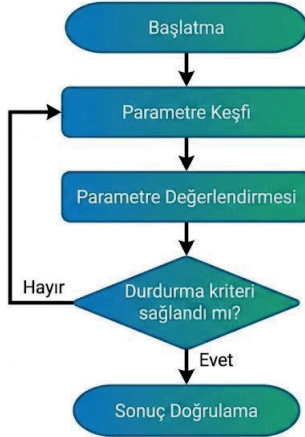 Başlatma
Parametre Keşfi
Parametre Değerlendirmesi
Durdurma kriteri
sağlandı mı?
Hayır
Evet
Sonuç Doğrulama